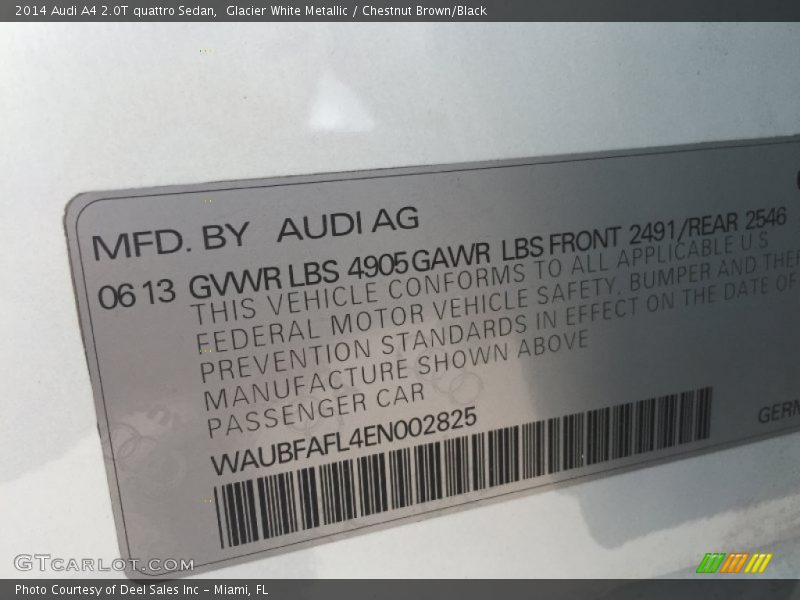 2014 Audi A4 2.0T quattro Sedan,  Glacier White Metallic / Chestnut Brown/Black
MFD. BY AUDI AG
06 13 GVWR LBS 4905 GAWR LBS FRONT 2491/REAR 2546
THIS VEHICLE CONFORMS TO ALL APPLICABLE U S
FEDERAL MOTOR VEHICLE SAFETY, BUMPER AND
PREVENTION STANDARDS IN EFFECT ON THE DATE OF
MANUFACTURE SHOWN ABOVE
PASSENGER CAR
WAUBFAFL4EN002825
GTCARLOT.COM
Photo Courtesy of Deel Sales Inc – Miami, FL